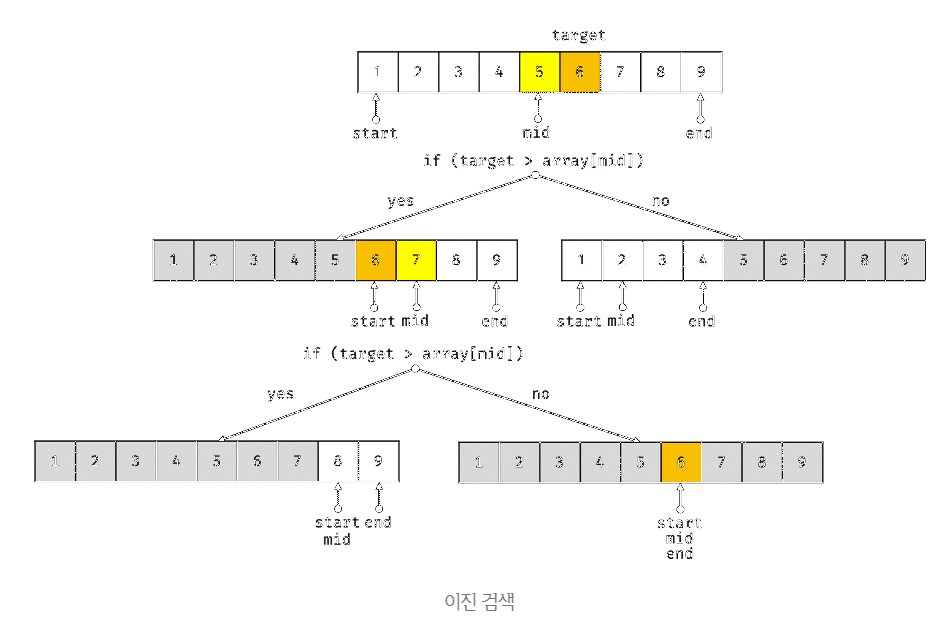 target
1 2 3 4 5 6 7 8 9
start mid end
if (target > array[mid])
yes no
1 2 3 4 5 6 7 8 9 1 2 3 4 5 6 7 8 9
start mid end start mid end
if (target > array[mid])
yes no
1 2 3 4 5 6 7 8 9 1 2 3 4 5 6 7 8 9
start end start
mid mid
end
이진 검색